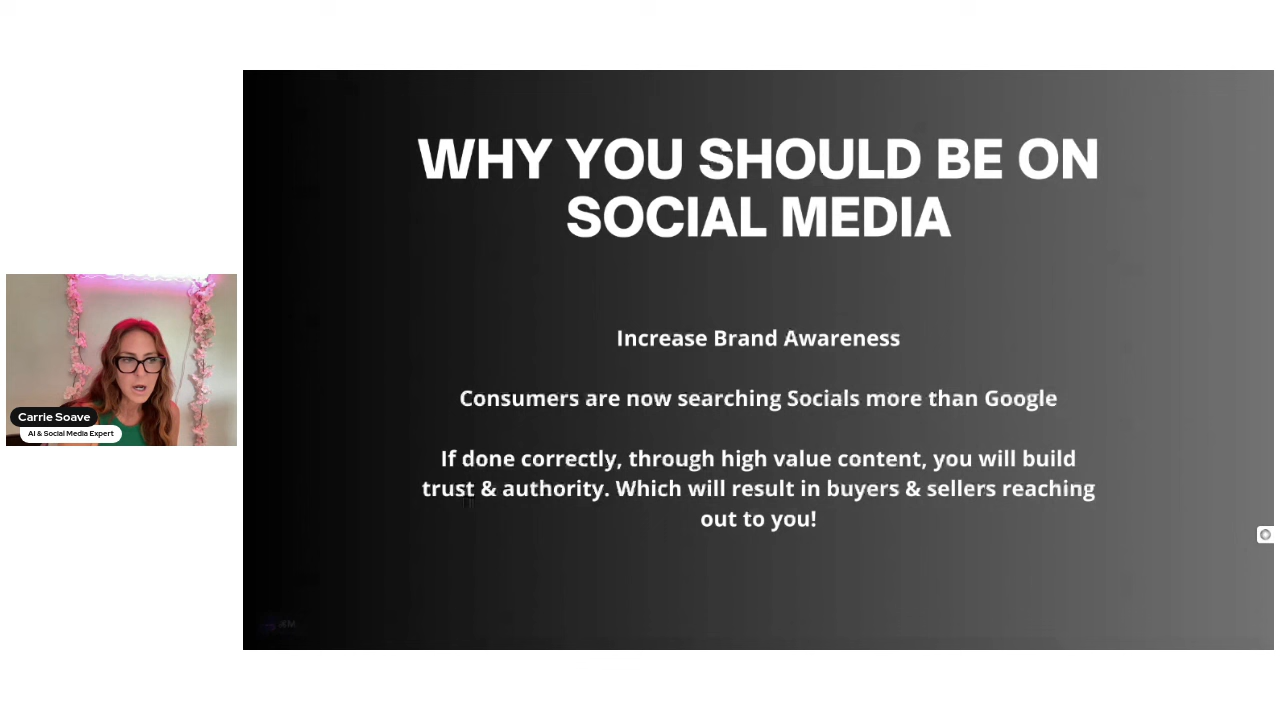 WHY YOU SHOULD BE ON
SOCIAL MEDIA
Increase Brand Awareness
Consumers are now searching Socials more than Google
If done correctly, through high value content, you will build
trust & authority. Which will result in buyers & sellers reaching
out to you!
Carrie Soave
AI & Social Media Expert